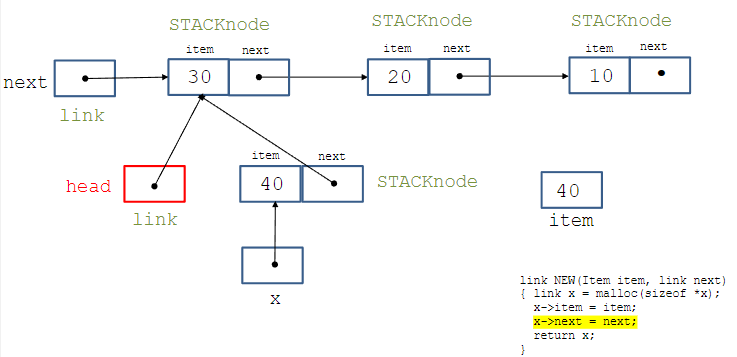 STACKnode
STACKnode
STACKnode
item next
item next
item next
next
30
20
10
link
item next
head
40
STACKnode
40
link
item
x
link NEW(Item item, link next)
{ link x = malloc(sizeof *x);
x->item = item;
x->next = next;
return x;
}